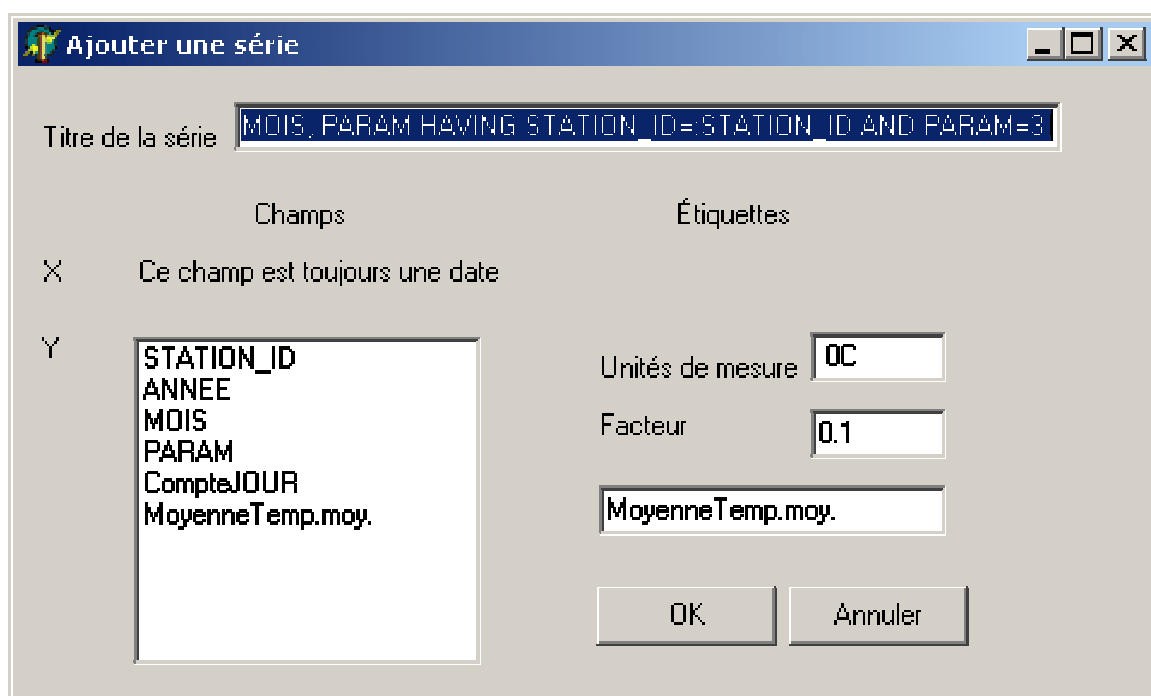 Ajouter une série
Titre de la série MOIS, PARAM HAVING STATION_ID=:STATION_ID AND PARAM=3
Champs Étiquettes
X Ce champ est toujours une date
Y
STATION_ID
ANNEE
MOIS
PARAM
CompteJOUR
MoyenneTemp.moy.
Unités de mesure 0C
Facteur 0.1
MoyenneTemp.moy.
OK Annuler